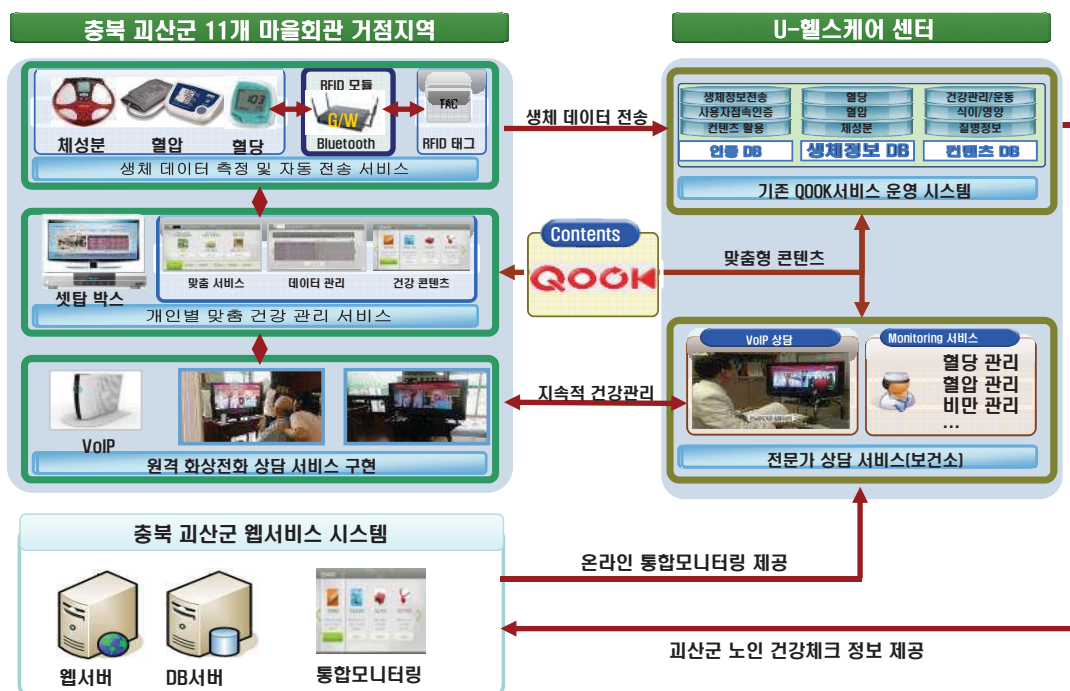 충북 괴산군 11개 마을회관 거점지역
U-헬스케어 센터
RFID 모듈
TAG
G/W
체성분
혈압
혈당
Bluetooth
RFID 태그
생체 데이터 측정 및 자동 전송 서비스
생체 데이터 전송
생체정보전송
사용자접속인증
컨텐츠 활용
인증 DB
혈당
혈압
체성분
생체정보 DB
건강관리/운동
식이/영양
질병정보
컨텐츠 DB
기존 QOOK서비스 운영 시스템
셋탑 박스
맞춤 서비스
데이터 관리
건강 콘텐츠
개인별 맞춤 건강 관리 서비스
Contents
QOOK
맞춤형 콘텐츠
VoIP
원격 화상전화 상담 서비스 구현
지속적 건강관리
VoIP 상담
Monitoring 서비스
혈당 관리
혈압 관리
비만 관리
...
전문가 상담 서비스(보건소)
충북 괴산군 웹서비스 시스템
웹서버
DB서버
통합모니터링
온라인 통합모니터링 제공
괴산군 노인 건강체크 정보 제공